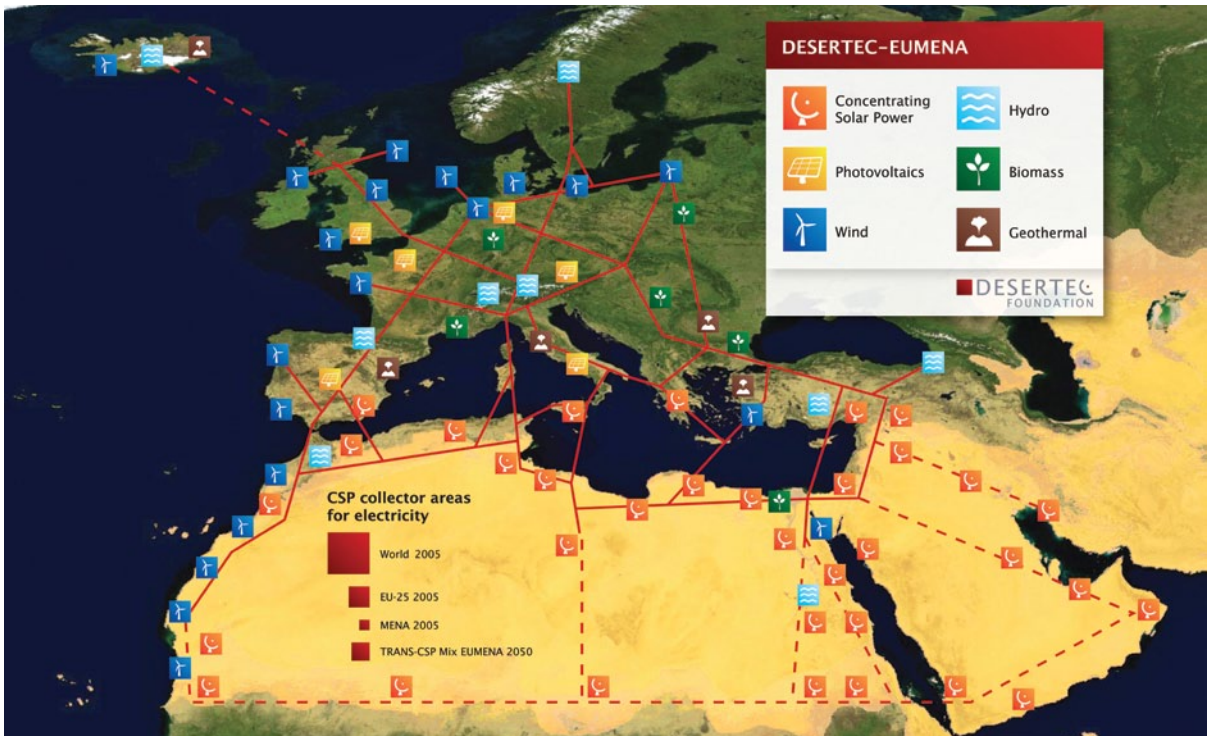 DESERTEC–EUMENA
Concentrating
Solar Power
Hydro
Photovoltaics
Biomass
Wind
Geothermal
DESERTEC
FOUNDATION
CSP collector areas
for electricity
World 2005
EU-25 2005
MENA 2005
TRANS-CSP Mix EUMENA 2050